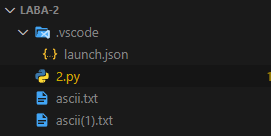 LABA-2
.vscode
launch.json
2.py
1
ascii.txt
ascii(1).txt